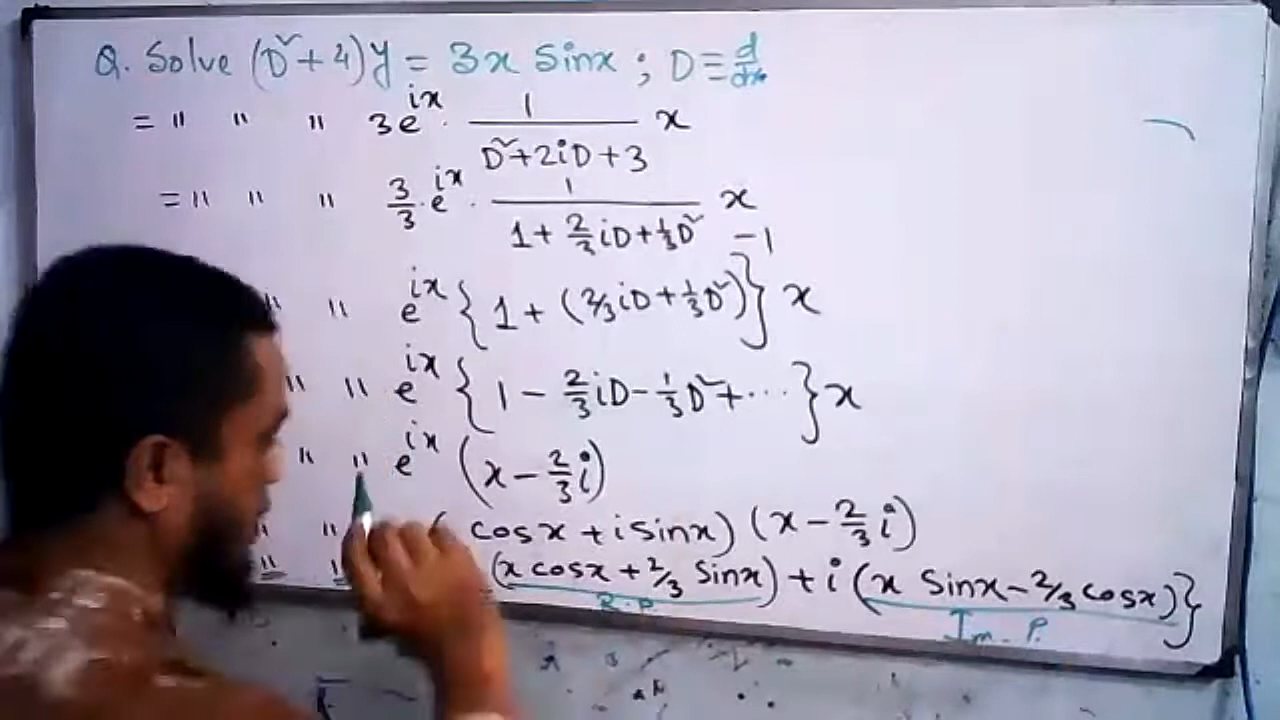 Q. Solve (D²+4)y = 3x Sinx ; D ≡ d/dx
= " " " 3e^{ix} · 1/(D²+2iD+3) x
= " " " 3/3 · e^{ix} · 1/(1+2/3 iD+1/3 D²) x
" " e^{ix} {1+(2/3 iD+1/3 D²)}^{-1} x
" " e^{ix} {1-2/3 iD-1/3 D²+...} x
" " e^{ix} (x-2/3 i)
" " (cosx+isinx) (x-2/3 i)
" " (x cosx+2/3 Sinx)+i(x Sinx-2/3 cosx)}
R.P Im. P.